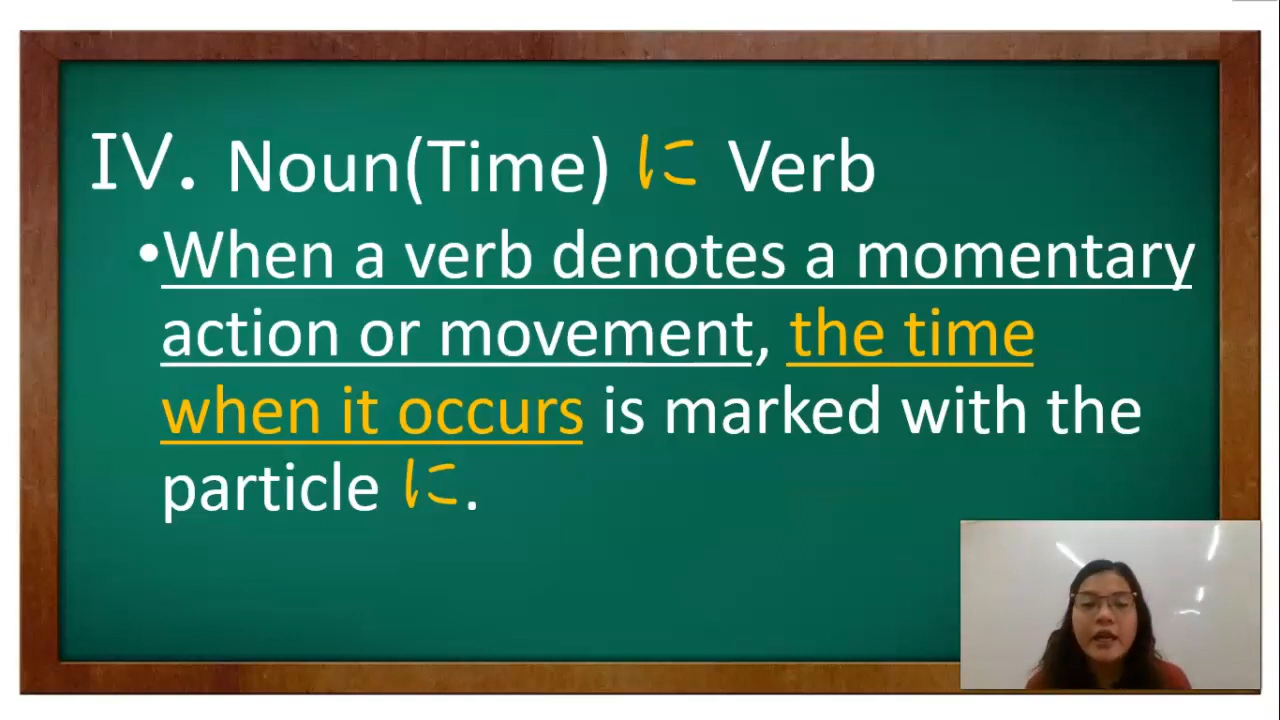 IV. Noun(Time) に Verb
•When a verb denotes a momentary
action or movement, the time
when it occurs is marked with the
particle に.